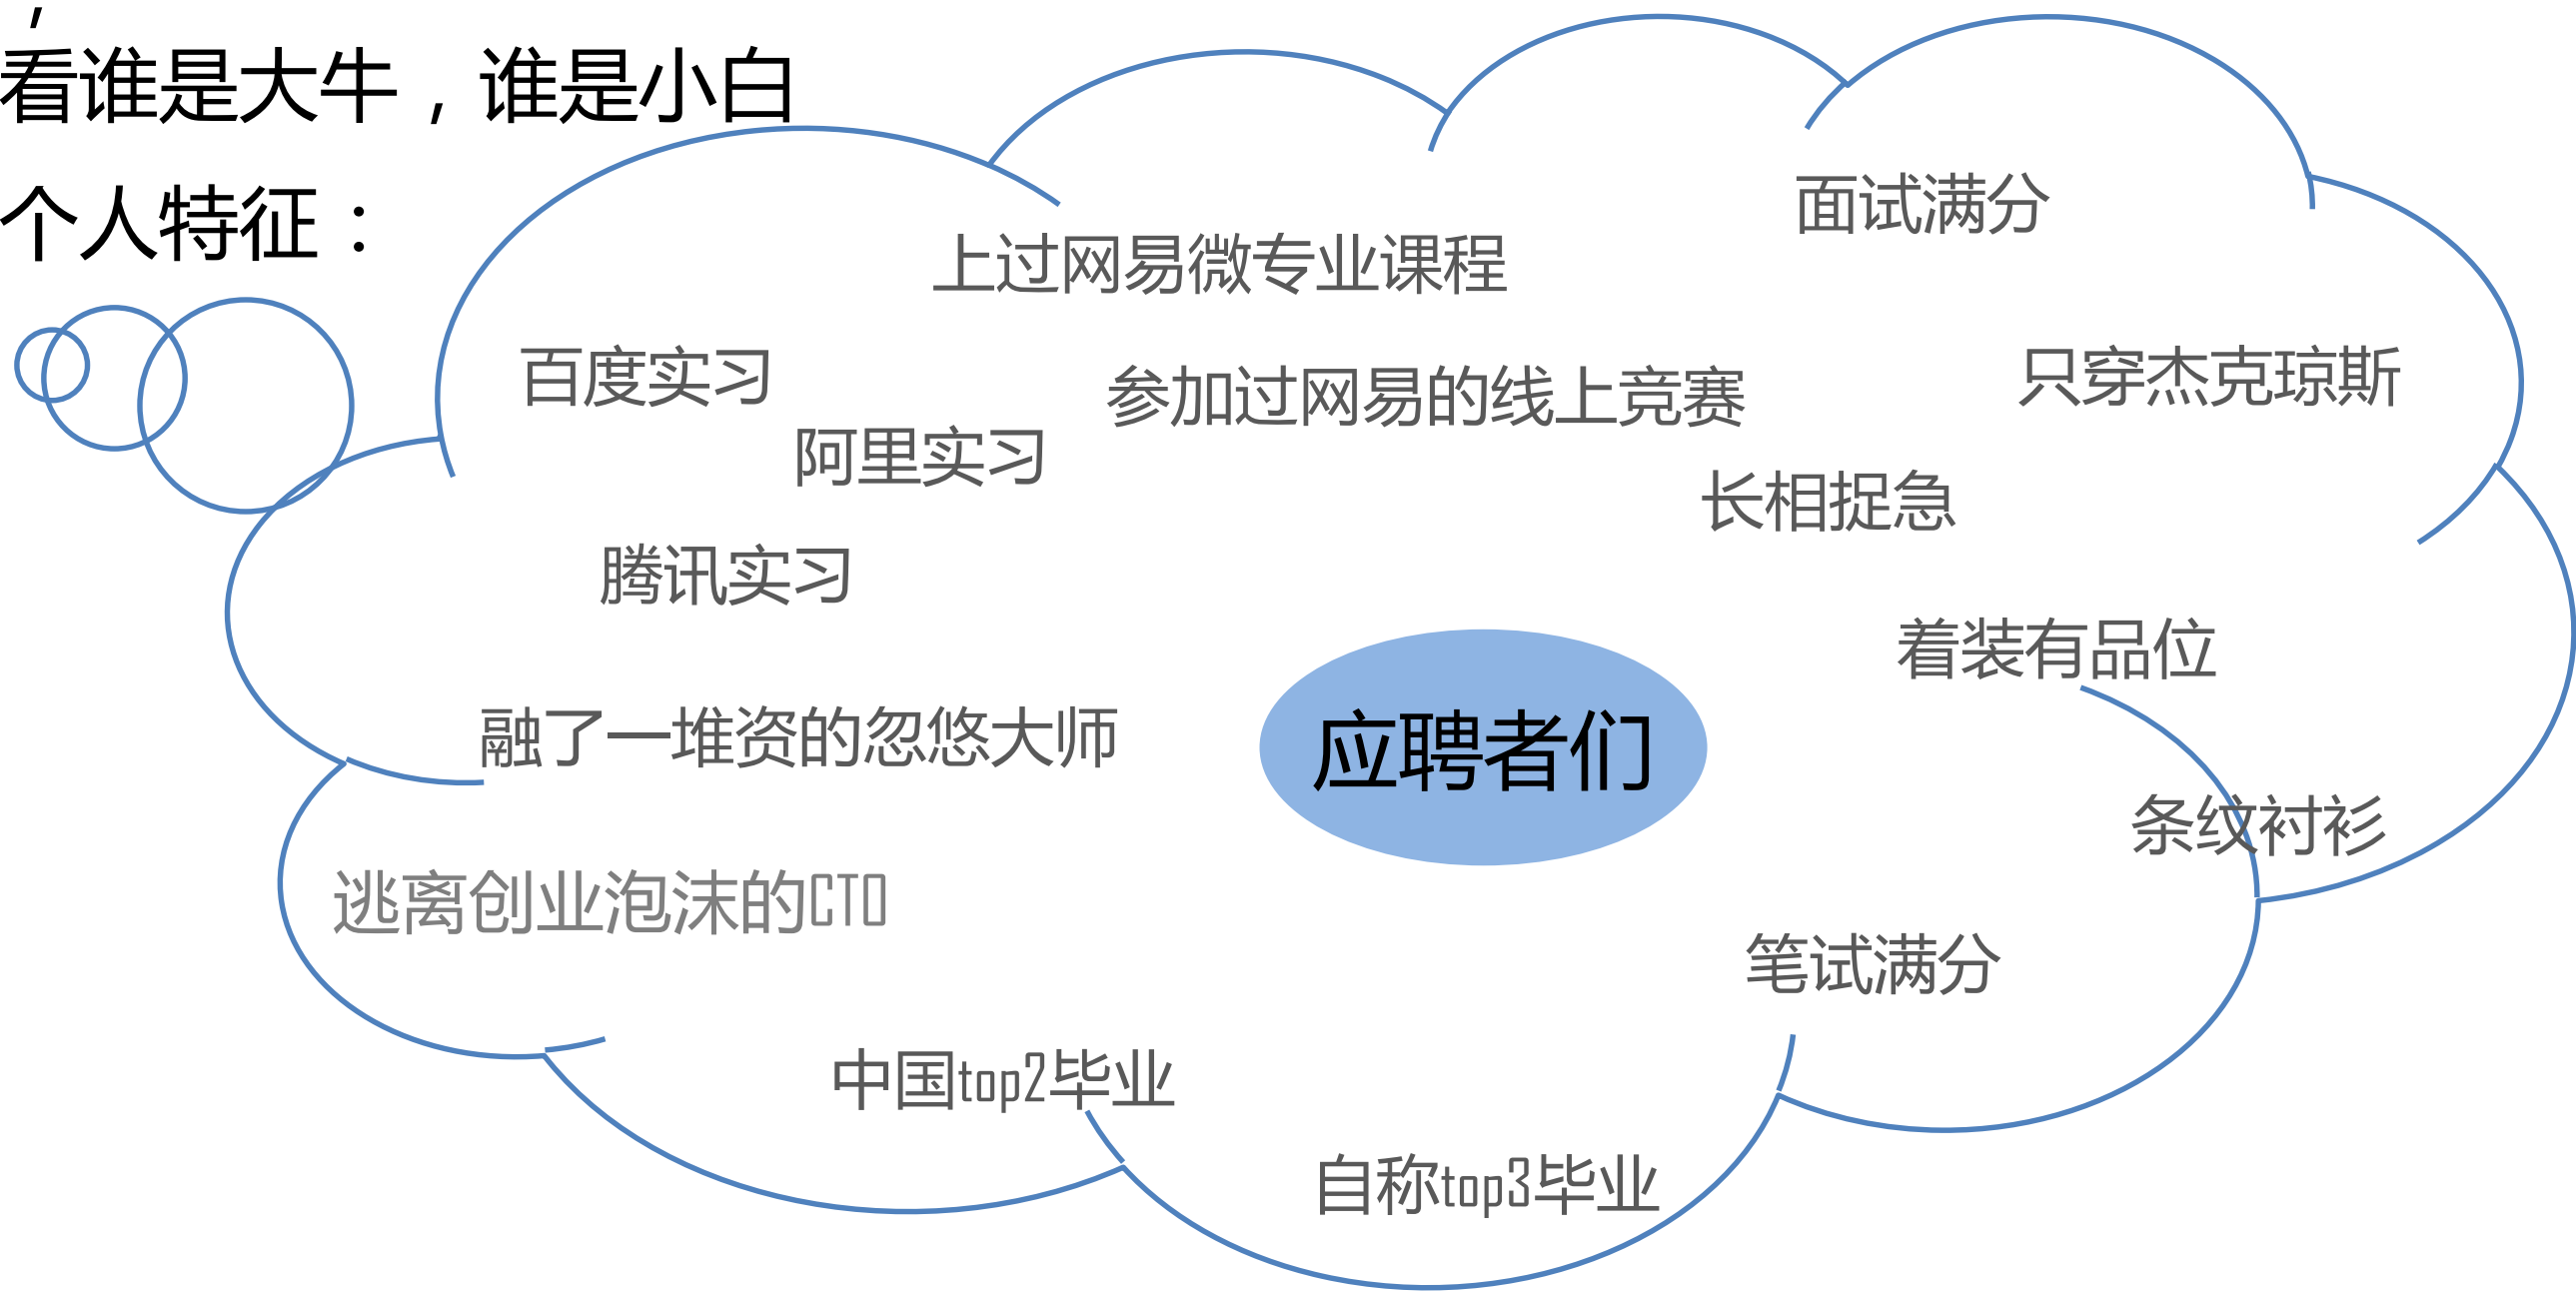 ，
看谁是大牛，谁是小白
个人特征：
面试满分
上过网易微专业课程
百度实习
参加过网易的线上竞赛
只穿杰克琼斯
阿里实习
长相捉急
腾讯实习
着装有品位
融了一堆资的忽悠大师
应聘者们
条纹衬衫
逃离创业泡沫的CTO
笔试满分
中国top2毕业
自称top3毕业